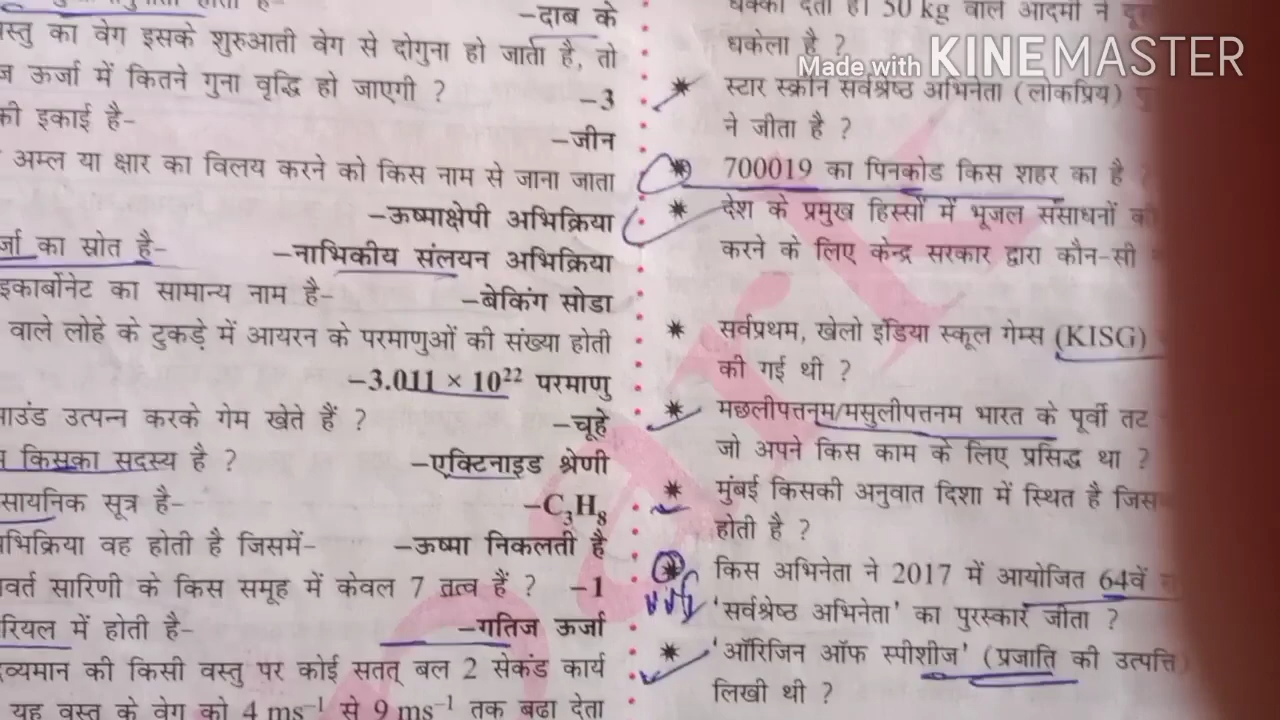 –दाब के
वस्तु का वेग इसके शुरुआती वेग से दोगुना हो जाता है, तो
ज ऊर्जा में कितने गुना वृद्धि हो जाएगी ?
–3
की इकाई है–
–जीन
अम्ल या क्षार का विलय करने को किस नाम से जाना जाता
–ऊष्माक्षेपी अभिक्रिया
र्जा का स्रोत है–
–नाभिकीय संलयन अभिक्रिया
इकार्बोनेट का सामान्य नाम है–
–बेकिंग सोडा
वाले लोहे के टुकड़े में आयरन के परमाणुओं की संख्या होती
–3.011 × 10²² परमाणु
साउंड उत्पन्न करके गेम खेते हैं ?
–चूहे
किसका सदस्य है ?
–एक्टिनाइड श्रेणी
सायनिक सूत्र है–
–C₃H₈
भिक्रिया वह होती है जिसमें–
–ऊष्मा निकलती है
वर्त सारिणी के किस समूह में केवल 7 तत्व हैं ?
–1
रियल में होती है–
–गतिज ऊर्जा
व्यमान की किसी वस्तु पर कोई सतत् बल 2 सेकंड कार्य
यह वस्तु के वेग को 4 ms⁻¹ से 9 ms⁻¹ तक बढा देता
धक्का देता है। 50 kg वाले आदमी ने
धकेला है ?
Made with KINEMASTER
* स्टार स्क्रीन सर्वश्रेष्ठ अभिनेता (लोकप्रिय)
ने जीता है ?
* 700019 का पिनकोड किस शहर का है ?
* देश के प्रमुख हिस्सों में भूजल संसाधनों
करने के लिए केन्द्र सरकार द्वारा कौन-सी
* सर्वप्रथम, खेलो इंडिया स्कूल गेम्स (KISG)
की गई थी ?
* मछलीपत्तनम्/मसुलीपत्तनम भारत के पूर्वी तट
जो अपने किस काम के लिए प्रसिद्ध था ?
* मुंबई किसकी अनुवात दिशा में स्थित है जिस
होती है ?
* किस अभिनेता ने 2017 में आयोजित 64वें
'सर्वश्रेष्ठ अभिनेता' का पुरस्कार जीता ?
* 'ऑरिजिन ऑफ स्पीशीज' (प्रजाति की उत्पत्ति)
लिखी थी ?